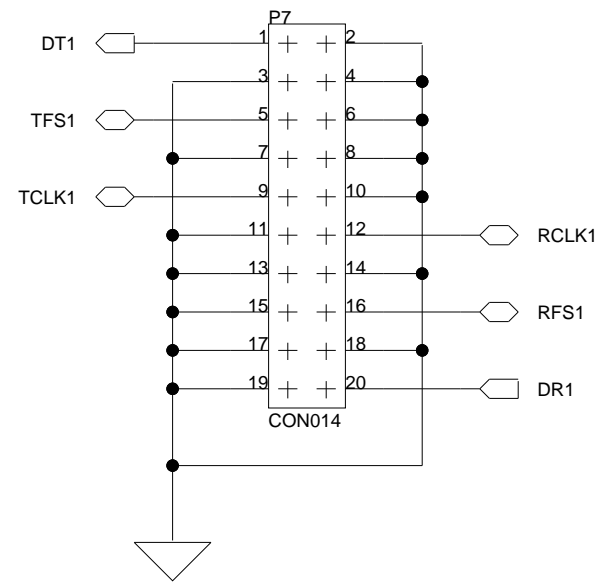 P7
DT1 1 2
3 4
TFS1 5 6
7 8
TCLK1 9 10
11 12 RCLK1
13 14
15 16 RFS1
17 18
19 20 DR1
CON014